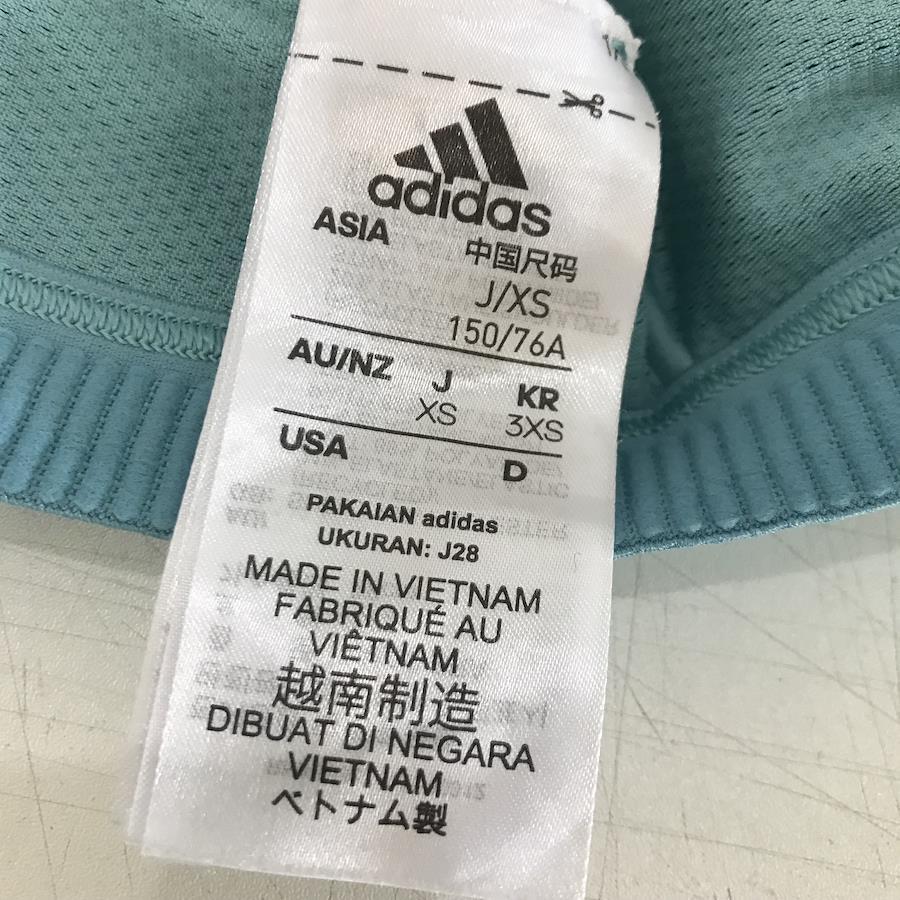 adidas
ASIA 中国尺码
J/XS
150/76A
AU/NZ J KR
XS 3XS
USA D
PAKAIAN adidas
UKURAN: J28
MADE IN VIETNAM
FABRIQUÉ AU
VIÊTNAM
越南制造
DIBUAT DI NEGARA
VIETNAM
ベトナム製